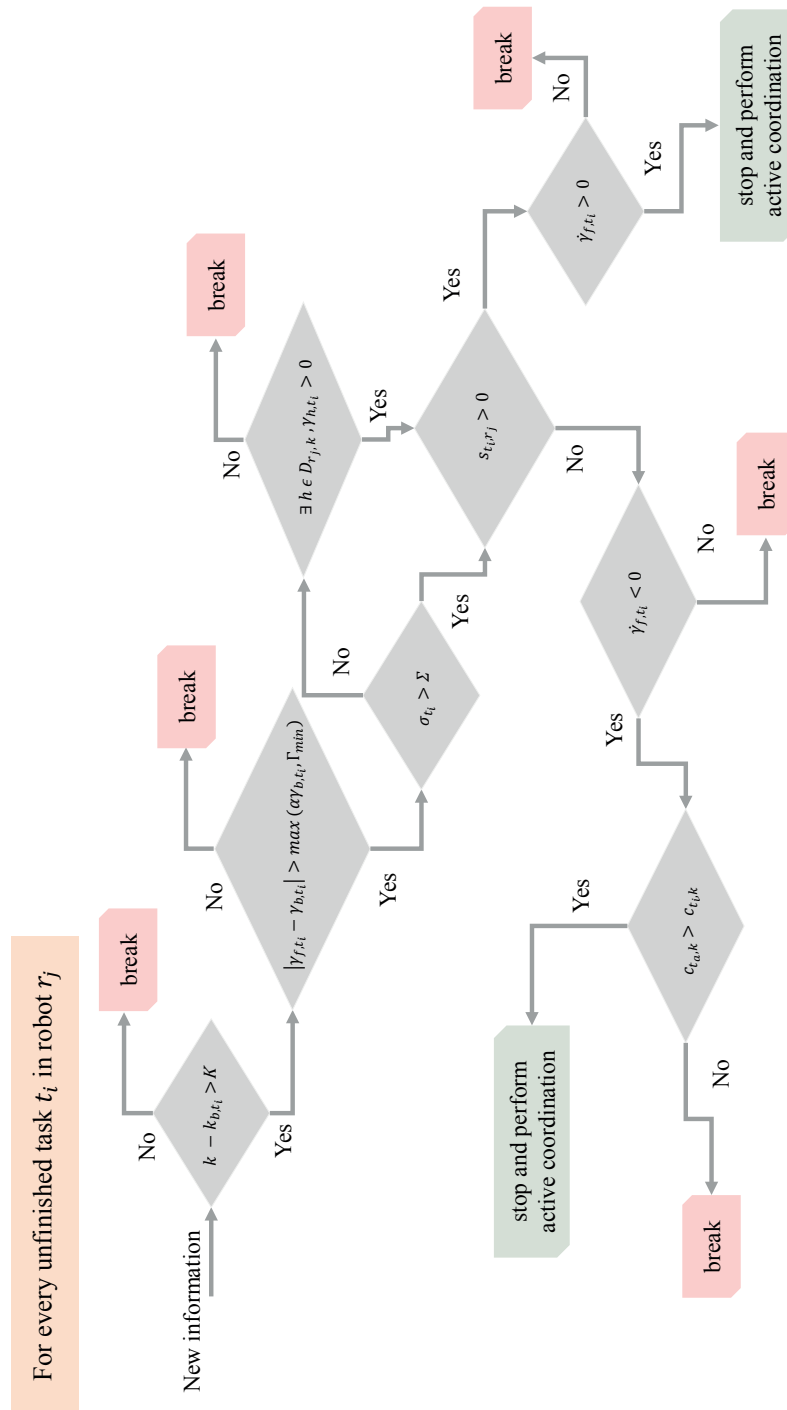 For every unfinished task t_i in robot r_j
New information
k − k_{b,t_i} > K
No
break
Yes
|γ_{f,t_i} − γ_{b,t_i}| > max (αγ_{b,t_i}, Γ_{min})
No
break
Yes
σ_{t_i} > Σ
No
Yes
∃ h ϵ D_{r_j,k}, γ_{h,t_i} > 0
No
break
Yes
s_{t_i,r_j} > 0
Yes
No
γ̇_{f,t_i} > 0
No
break
Yes
stop and perform
active coordination
γ̇_{f,t_i} < 0
No
break
Yes
c_{t_a,k} > c_{t_i,k}
Yes
stop and perform
active coordination
No
break